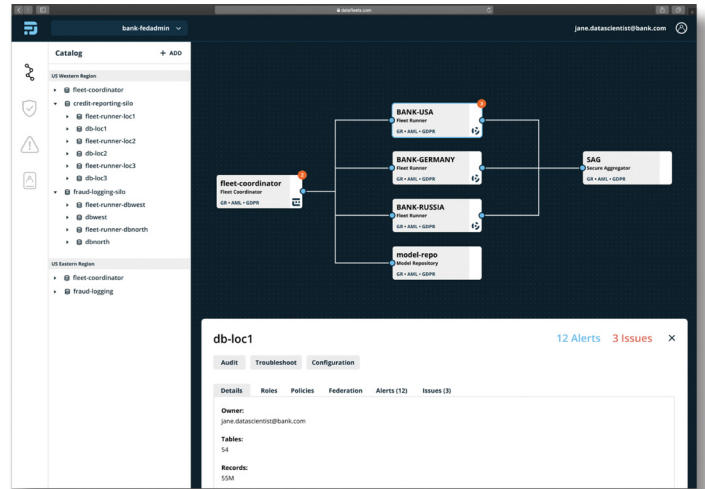 datafleets.com
bank-fedadmin
jane.datascientist@bank.com
Catalog
+ ADD
US Western Region
fleet-coordinator
credit-reporting-silo
fleet-runner-loc1
db-loc1
fleet-runner-loc2
db-loc2
fleet-runner-loc3
db-loc3
fraud-logging-silo
fleet-runner-dbwest
dbwest
fleet-runner-dbnorth
dbnorth
US Eastern Region
fleet-coordinator
fraud-logging
fleet-coordinator
Fleet Coordinator
GR • AML • GDPR
BANK-USA
Fleet Runner
GR • AML • GDPR
BANK-GERMANY
Fleet Runner
GR • AML • GDPR
BANK-RUSSIA
Fleet Runner
GR • AML • GDPR
model-repo
Model Repository
GR • AML • GDPR
SAG
Secure Aggregator
GR • AML • GDPR
db-loc1
12 Alerts 3 Issues
Audit Troubleshoot Configuration
Details Roles Policies Federation Alerts (12) Issues (3)
Owner:
jane.datascientist@bank.com
Tables:
54
Records:
55M